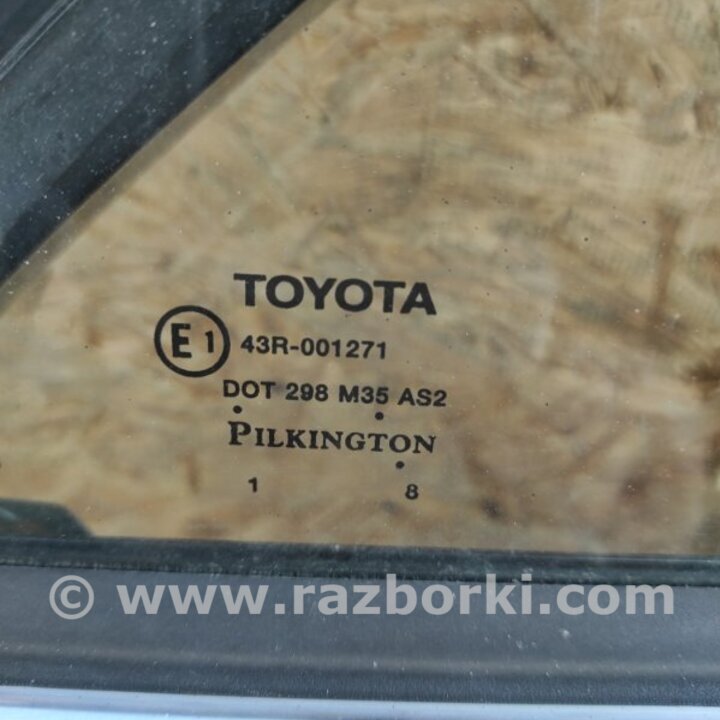 TOYOTA
E1 43R-001271
DOT 298 M35 AS2
PILKINGTON
1 8
© www.razborki.com